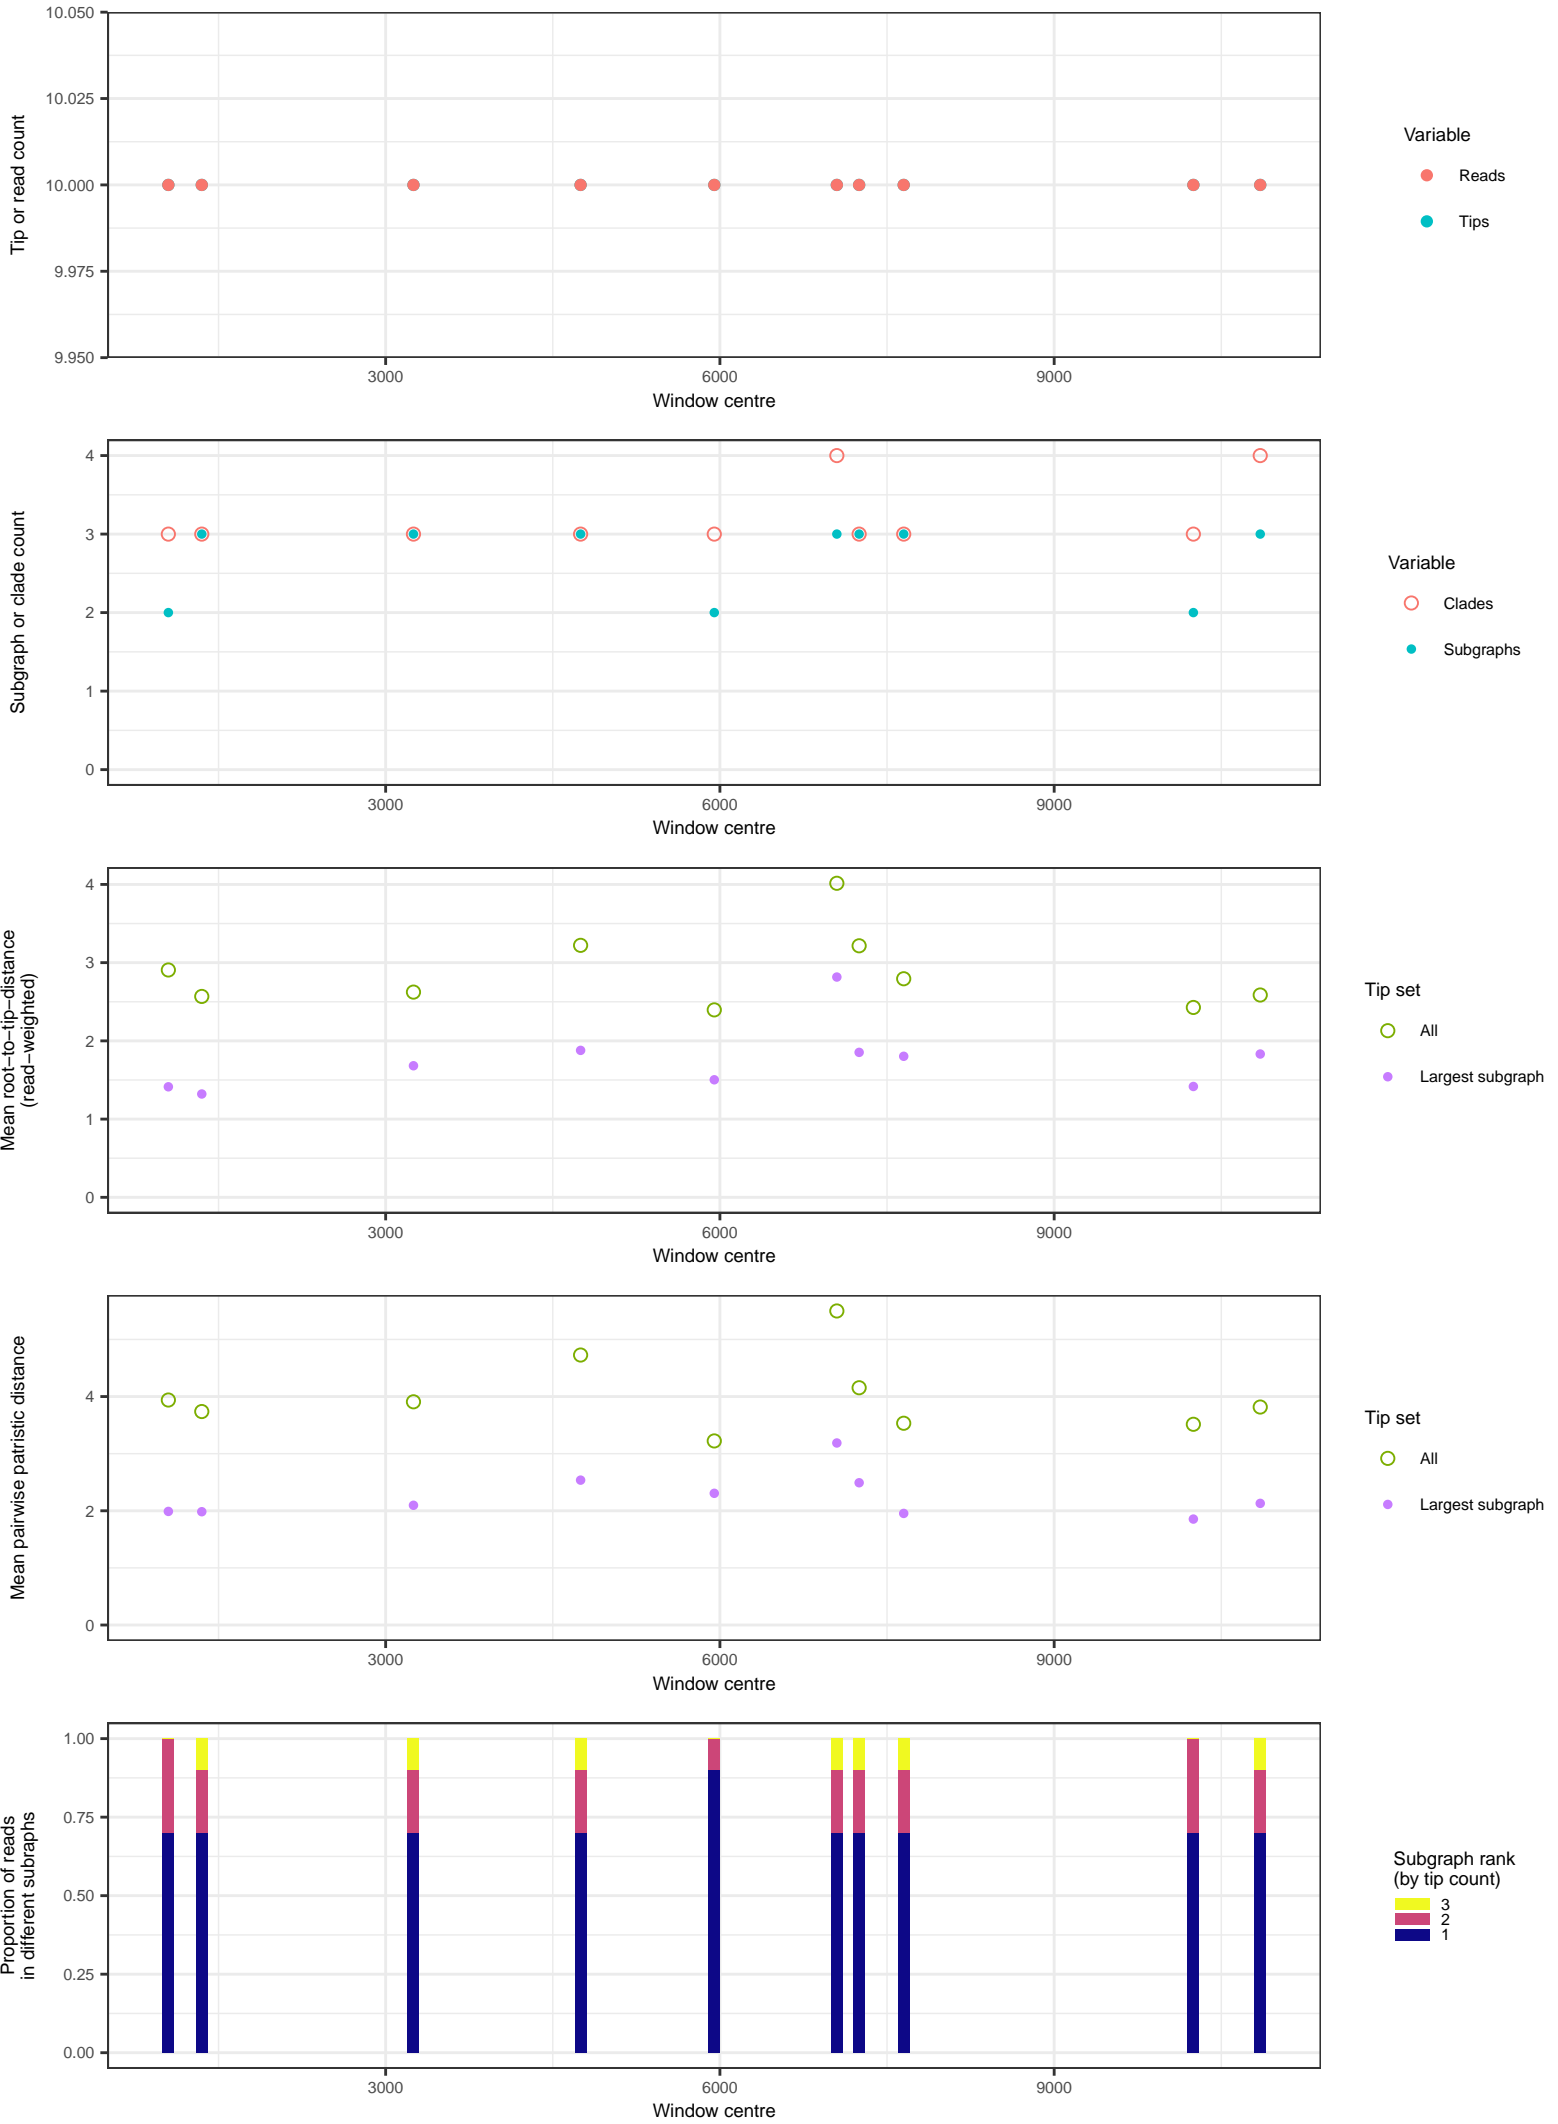 10.050
10.025
10.000
9.975
9.950
Tip or read count
3000
6000
9000
Window centre
Variable
Reads
Tips
4
3
2
1
0
Subgraph or clade count
3000
6000
9000
Window centre
Variable
Clades
Subgraphs
4
3
2
1
0
Mean root−to−tip−distance
(read−weighted)
3000
6000
9000
Window centre
Tip set
All
Largest subgraph
4
2
0
Mean pairwise patristic distance
3000
6000
9000
Window centre
Tip set
All
Largest subgraph
1.00
0.75
0.50
0.25
0.00
Proportion of reads
in different subraphs
3000
6000
9000
Window centre
Subgraph rank
(by tip count)
3
2
1